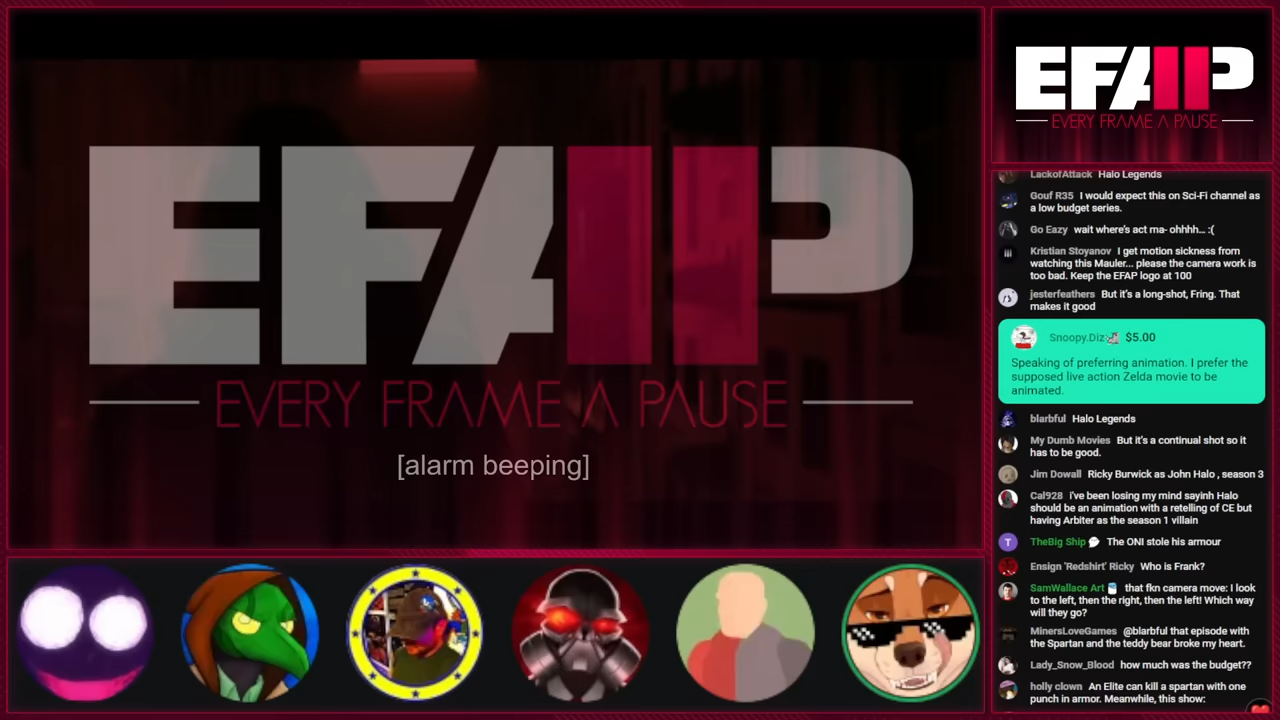 EFAP
EVERY FRAME A PAUSE
[alarm beeping]
EFAP
EVERY FRAME A PAUSE
LackofAttack Halo Legends
Gouf R35 I would expect this on Sci-Fi channel as
a low budget series.
Go Eazy wait where's act ma- ohhhh... :(
Kristian Stoyanov I get motion sickness from
watching this Mauler... please the camera work is
too bad. Keep the EFAP logo at 100
jesterfeathers But it's a long-shot, Fring. That
makes it good
Snoopy.Diz $5.00
Speaking of preferring animation. I prefer the
supposed live action Zelda movie to be
animated.
blarbful Halo Legends
My Dumb Movies But it's a continual shot so it
has to be good.
Jim Dowall Ricky Burwick as John Halo , season 3
Cal928 i've been losing my mind sayinh Halo
should be an animation with a retelling of CE but
having Arbiter as the season 1 villain
T TheBig Ship The ONI stole his armour
Ensign 'Redshirt' Ricky Who is Frank?
SamWallace Art that fkn camera move: I look
to the left, then the right, then the left! Which way
will they go?
MinersLoveGames @blarbful that episode with
the Spartan and the teddy bear broke my heart.
Lady_Snow_Blood how much was the budget??
holly clown An Elite can kill a spartan with one
punch in armor. Meanwhile, this show: